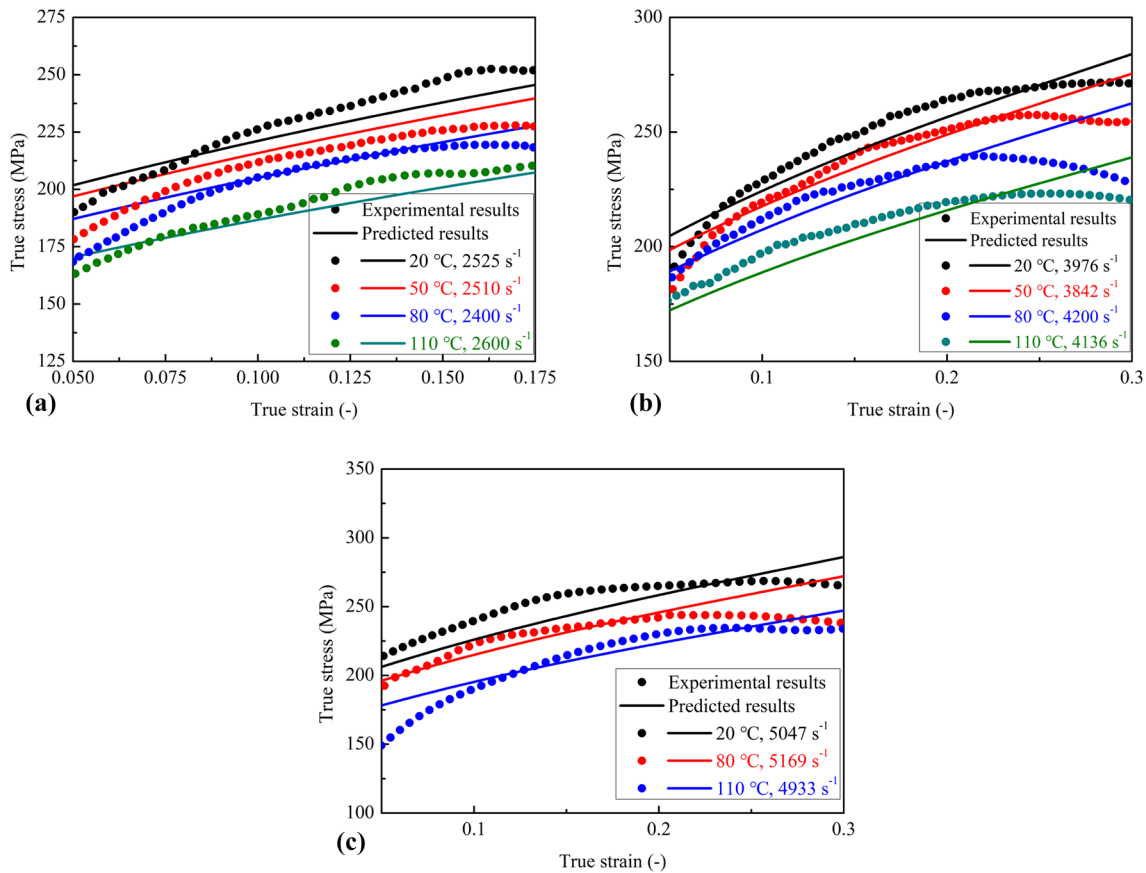 275
250
225
200
175
150
125
True stress (MPa)
Experimental results
Predicted results
20 °C, 2525 s⁻¹
50 °C, 2510 s⁻¹
80 °C, 2400 s⁻¹
110 °C, 2600 s⁻¹
0.050 0.075 0.100 0.125 0.150 0.175
(a)
True strain (-)
300
250
200
150
True stress (MPa)
Experimental results
Predicted results
20 °C, 3976 s⁻¹
50 °C, 3842 s⁻¹
80 °C, 4200 s⁻¹
110 °C, 4136 s⁻¹
0.1 0.2 0.3
(b)
True strain (-)
350
300
250
200
150
100
True stress (MPa)
Experimental results
Predicted results
20 °C, 5047 s⁻¹
80 °C, 5169 s⁻¹
110 °C, 4933 s⁻¹
0.1 0.2 0.3
(c)
True strain (-)